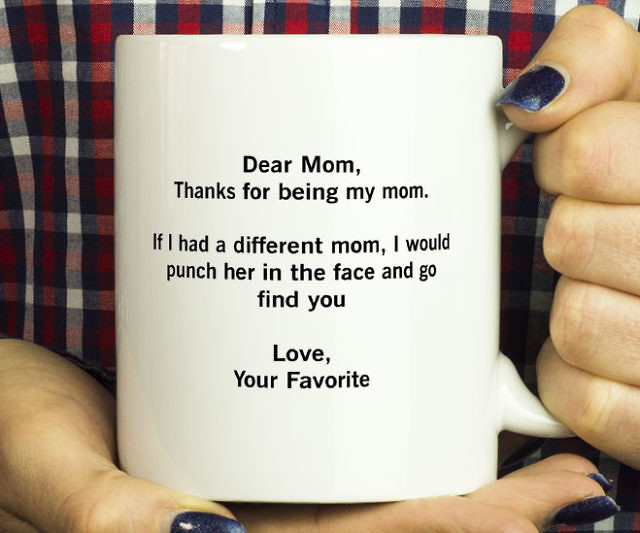 Dear Mom,
Thanks for being my mom.
If I had a different mom, I would
punch her in the face and go
find you
Love,
Your Favorite